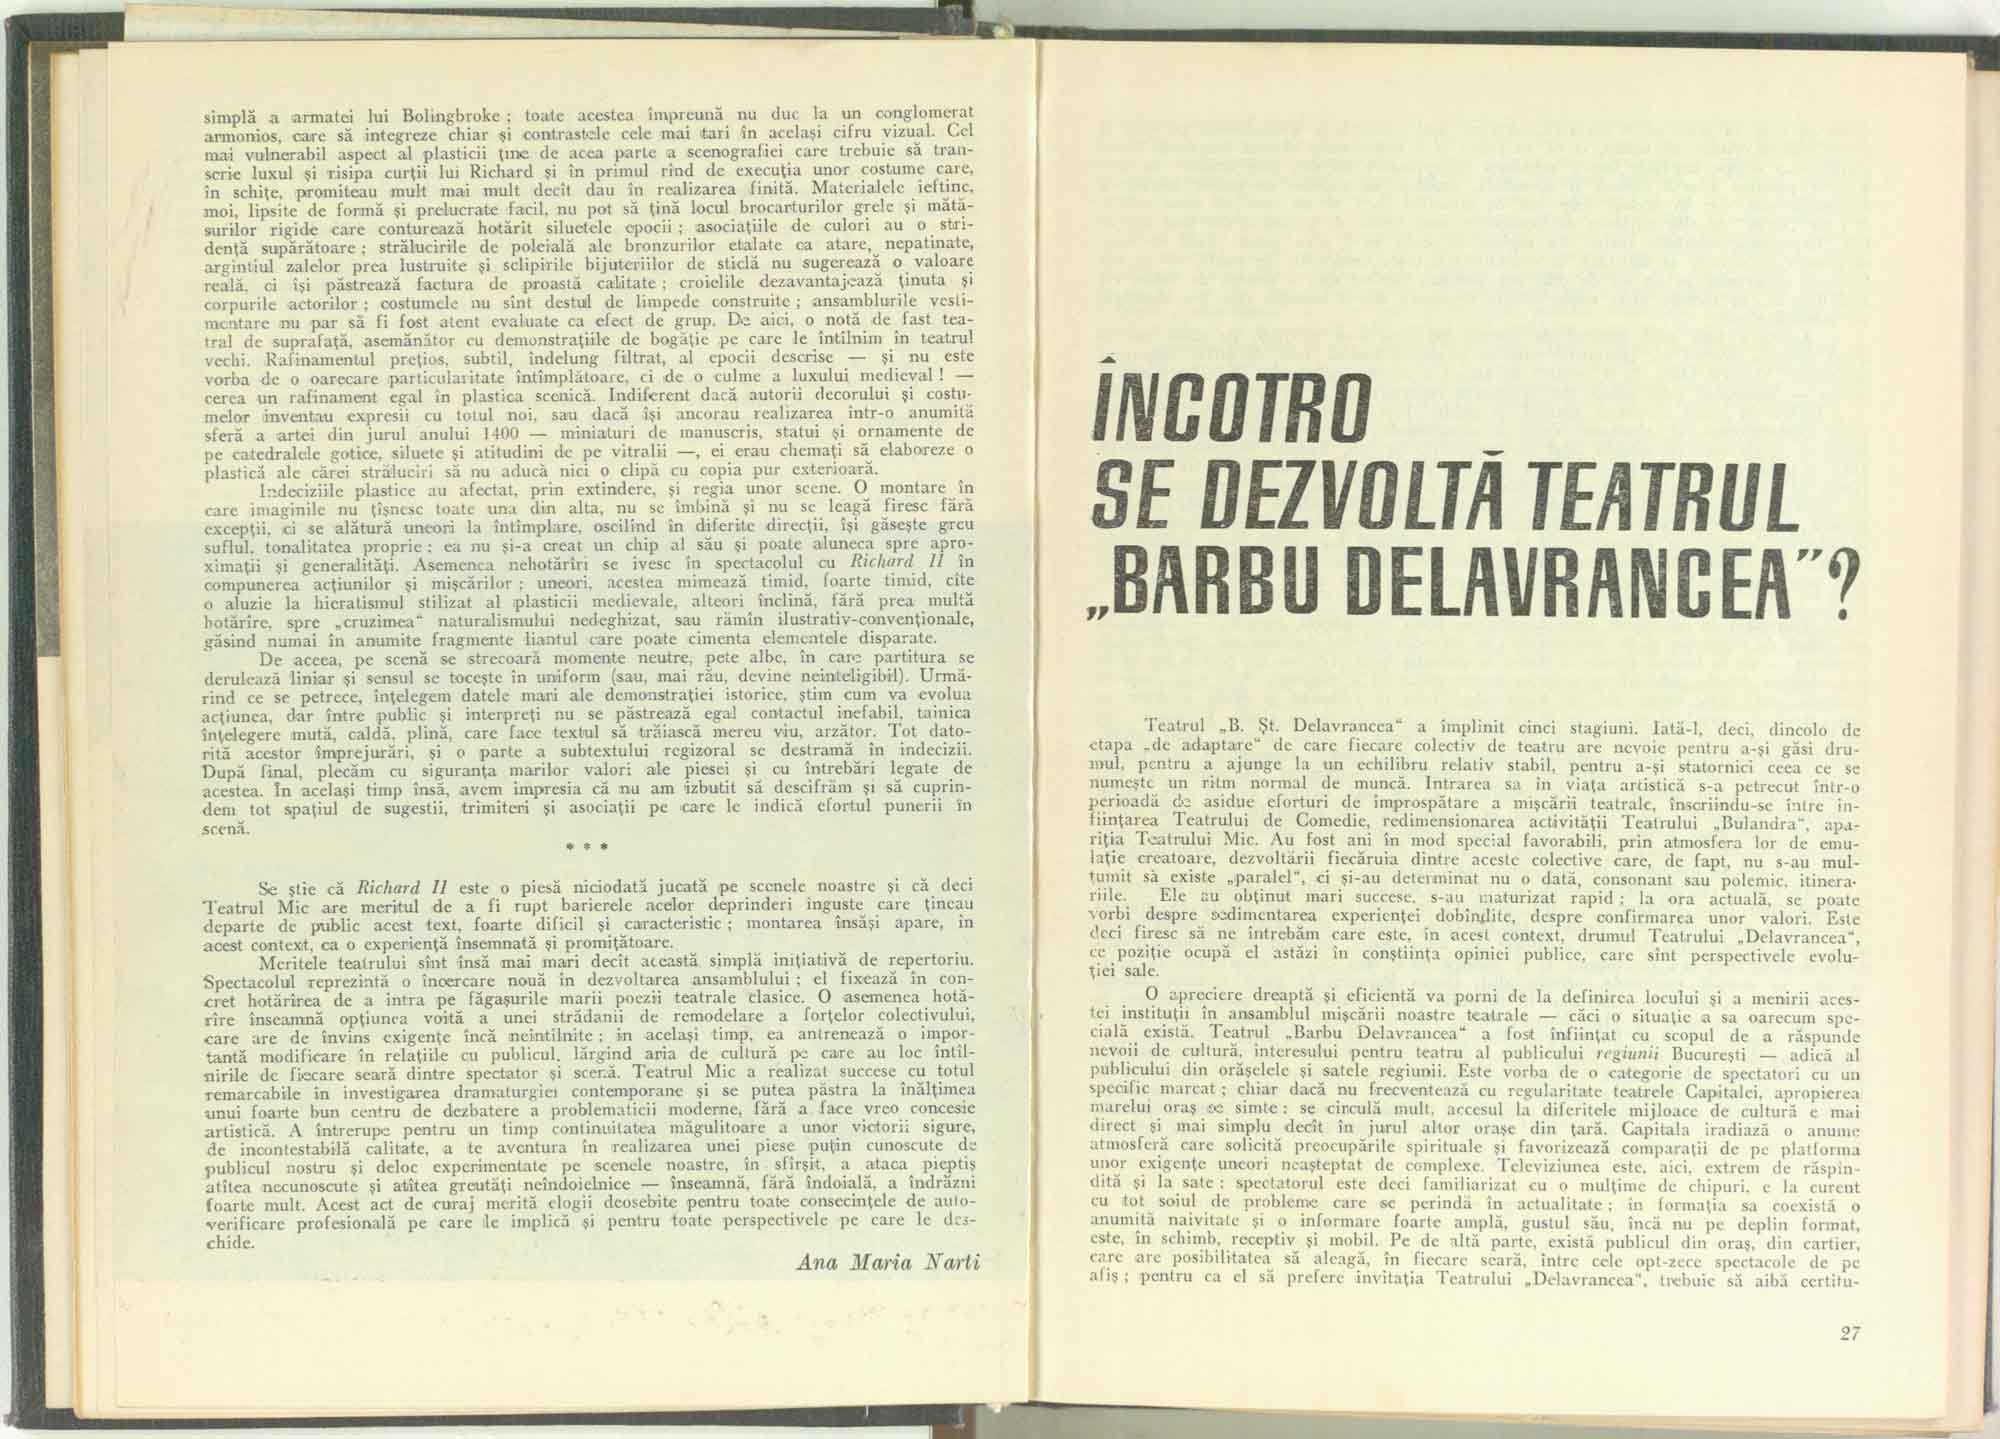 simplă a armatei lui Bolingbroke ; toate acestea împreună nu duc la un conglomerat
armonios, care să integreze chiar și contrastele cele mai tari în același cifru vizual. Cel
mai vulnerabil aspect al plasticii ține de acea parte a scenografiei care trebuie să tran-
scrie luxul și risipa curții lui Richard și în primul rînd de execuția unor costume care,
în schițe, promiteau mult mai mult decît dau în realizarea finită. Materialele ieftine,
moi, lipsite de formă și prelucrate facil, nu pot să țină locul brocarturilor grele și mătă-
surilor rigide care conturează hotărît siluetele epocii ; asociațiile de culori au o stri-
dență supărătoare ; strălucirile de poleială ale bronzurilor etalate ca atare, nepatinate,
argintiul zalelor prea lustruite și sclipirile bijuteriilor de sticlă nu sugerează o valoare
reală, ci își păstrează factura de proastă calitate ; croielile dezavantajează ținuta și
corpurile actorilor ; costumele nu sînt destul de limpede construite ; ansamblurile vesti-
mentare nu par să fi fost atent evaluate ca efect de grup. De aici, o notă de fast tea-
tral de suprafață, asemănător cu demonstrațiile de bogăție pe care le întîlnim în teatrul
vechi. Rafinamentul prețios, subtil, îndelung filtrat, al epocii descrise — și nu este
vorba de o oarecare particularitate întîmplătoare, ci de o culme a luxului medieval ! —
cerea un rafinament egal în plastica scenică. Indiferent dacă autorii decorului și costu-
melor inventau expresii cu totul noi, sau dacă își ancorau realizarea într-o anumită
sferă a artei din jurul anului 1400 — miniaturi de manuscris, statui și ornamente de
pe catedralele gotice, siluete și atitudini de pe vitralii —, ei erau chemați să elaboreze o
plastică ale cărei străluciri să nu aducă nici o clipă cu copia pur exterioară.
Indeciziile plastice au afectat, prin extindere, și regia unor scene. O montare în
care imaginile nu țîșnesc toate una din alta, nu se îmbină și nu se leagă firesc fără
excepții, ci se alătură uneori la întîmplare, oscilînd în diferite direcții, își găsește greu
suflul, tonalitatea proprie ; ea nu și-a creat un chip al său și poate aluneca spre apro-
ximații și generalități. Asemenea nehotărîri se ivesc în spectacolul cu Richard II în
compunerea acțiunilor și mișcărilor ; uneori, acestea mimează timid, foarte timid, cîte
o aluzie la hieratismul stilizat al plasticii medievale, alteori înclină, fără prea multă
hotărîre, spre „cruzimea“ naturalismului nedeghizat, sau rămîn ilustrativ-convenționale,
găsind numai în anumite fragmente liantul care poate cimenta elementele disparate.
De aceea, pe scenă se strecoară momente neutre, pete albe, în care partitura se
derulează liniar și sensul se tocește în uniform (sau, mai rău, devine neinteligibil). Urmă-
rind ce se petrece, înțelegem datele mari ale demonstrației istorice, știm cum va evolua
acțiunea, dar între public și interpreți nu se păstrează egal contactul inefabil, tainica
înțelegere mută, caldă, plină, care face textul să trăiască mereu viu, arzător. Tot dato-
rită acestor împrejurări, și o parte a subtextului regizoral se destramă în indecizii.
După final, plecăm cu siguranța marilor valori ale piesei și cu întrebări legate de
acestea. În același timp însă, avem impresia că nu am izbutit să descifrăm și să cuprin-
dem tot spațiul de sugestii, trimiteri și asociații pe care le indică efortul punerii în
scenă.
* * *
Se știe că Richard II este o piesă niciodată jucată pe scenele noastre și că deci
Teatrul Mic are meritul de a fi rupt barierele acelor deprinderi înguste care țineau
departe de public acest text, foarte dificil și caracteristic ; montarea însăși apare, în
acest context, ca o experiență însemnată și promițătoare.
Meritele teatrului sînt însă mai mari decît această simplă inițiativă de repertoriu.
Spectacolul reprezintă o încercare nouă în dezvoltarea ansamblului ; el fixează în con-
cret hotărîrea de a intra pe făgașurile marii poezii teatrale clasice. O asemenea hotă-
rîre înseamnă opțiunea voită a unei strădanii de remodelare a forțelor colectivului,
care are de învins exigențe încă neîntîlnite ; în același timp, ea antrenează o impor-
tantă modificare în relațiile cu publicul, lărgind aria de cultură pe care au loc întîl-
nirile de fiecare seară dintre spectator și scenă. Teatrul Mic a realizat succese cu totul
remarcabile în investigarea dramaturgiei contemporane și se putea păstra la înălțimea
unui foarte bun centru de dezbatere a problematicii moderne, fără a face vreo concesie
artistică. A întrerupe pentru un timp continuitatea măgulitoare a unor victorii sigure,
de incontestabilă calitate, a te aventura în realizarea unei piese puțin cunoscute de
publicul nostru și deloc experimentate pe scenele noastre, în sfîrșit, a ataca pieptiș
atîtea necunoscute și atîtea greutăți neîndoielnice — înseamnă, fără îndoială, a îndrăzni
foarte mult. Acest act de curaj merită elogii deosebite pentru toate consecințele de auto-
verificare profesională pe care le implică și pentru toate perspectivele pe care le des-
chide.
Ana Maria Narti
ÎNCOTRO
SE DEZVOLTĂ TEATRUL
„BARBU DELAVRANCEA”?
Teatrul „B. Șt. Delavrancea“ a împlinit cinci stagiuni. Iată-l, deci, dincolo de
etapa „de adaptare“ de care fiecare colectiv de teatru are nevoie pentru a-și găsi dru-
mul, pentru a ajunge la un echilibru relativ stabil, pentru a-și statornici ceea ce se
numește un ritm normal de muncă. Intrarea sa în viața artistică s-a petrecut într-o
perioadă de asidue eforturi de împrospătare a mișcării teatrale, înscriindu-se între în-
ființarea Teatrului de Comedie, redimensionarea activității Teatrului „Bulandra“, apa-
riția Teatrului Mic. Au fost ani în mod special favorabili, prin atmosfera lor de emu-
lație creatoare, dezvoltării fiecăruia dintre aceste colective care, de fapt, nu s-au mul-
țumit să existe „paralel“, ci și-au determinat nu o dată, consonant sau polemic, itinera-
riile. Ele au obținut mari succese, s-au maturizat rapid ; la ora actuală, se poate
vorbi despre sedimentarea experienței dobîndite, despre confirmarea unor valori. Este
deci firesc să ne întrebăm care este, în acest context, drumul Teatrului „Delavrancea“,
ce poziție ocupă el astăzi în conștiința opiniei publice, care sînt perspectivele evolu-
ției sale.
O apreciere dreaptă și eficientă va porni de la definirea locului și a menirii aces-
tei instituții în ansamblul mișcării noastre teatrale — căci o situație a sa oarecum spe-
cială există. Teatrul „Barbu Delavrancea“ a fost înființat cu scopul de a răspunde
nevoii de cultură, interesului pentru teatru al publicului regiunii București — adică al
publicului din orășelele și satele regiunii. Este vorba de o categorie de spectatori cu un
specific marcat ; chiar dacă nu frecventează cu regularitate teatrele Capitalei, apropierea
marelui oraș se simte : se circulă mult, accesul la diferitele mijloace de cultură e mai
direct și mai simplu decît în jurul altor orașe din țară. Capitala iradiază o anume
atmosferă care solicită preocupările spirituale și favorizează comparații de pe platforma
unor exigențe uneori neașteptat de complexe. Televiziunea este, aici, extrem de răspîn-
dită și la sate : spectatorul este deci familiarizat cu o mulțime de chipuri, e la curent
cu tot soiul de probleme care se perindă în actualitate ; în formația sa coexistă o
anumită naivitate și o informare foarte amplă, gustul său, încă nu pe deplin format,
este, în schimb, receptiv și mobil. Pe de altă parte, există publicul din oraș, din cartier,
care are posibilitatea să aleagă, în fiecare seară, între cele opt-zece spectacole de pe
afiș ; pentru ca el să prefere invitația Teatrului „Delavrancea“, trebuie să aibă certitu-
27